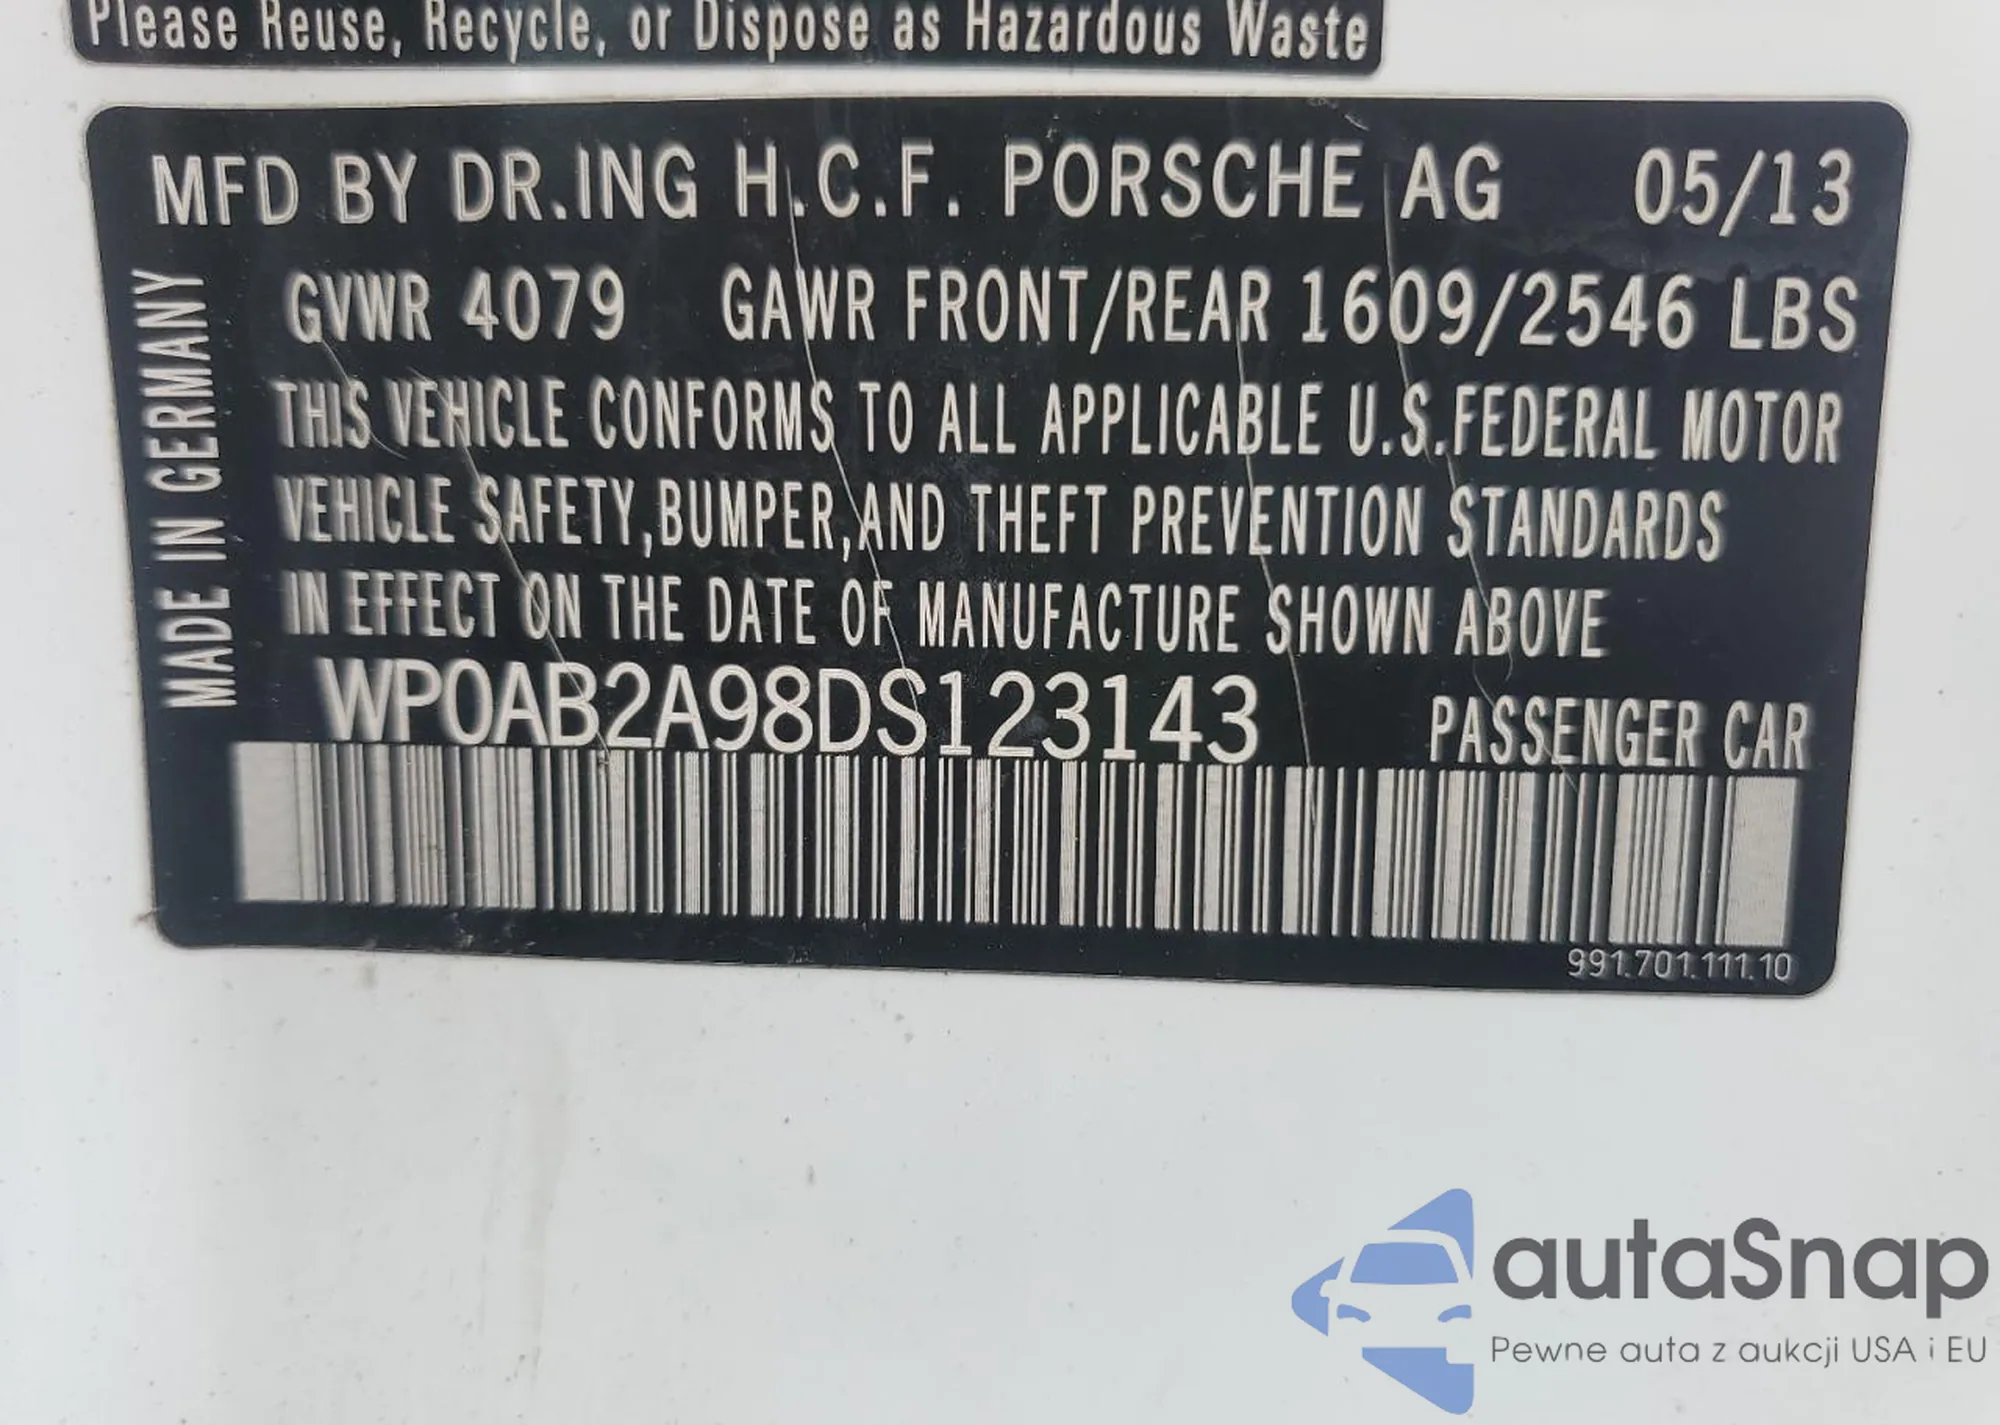 Please Reuse, Recycle, or Dispose as Hazardous Waste
MFD BY DR.ING H.C.F. PORSCHE AG 05/13
GVWR 4079 GAWR FRONT/REAR 1609/2546 LBS
THIS VEHICLE CONFORMS TO ALL APPLICABLE U.S.FEDERAL MOTOR
VEHICLE SAFETY,BUMPER,AND THEFT PREVENTION STANDARDS
IN EFFECT ON THE DATE OF MANUFACTURE SHOWN ABOVE
WP0AB2A98DS123143 PASSENGER CAR
MADE IN GERMANY
991.701.111.10
autaSnap
Pewne auta z aukcji USA i EU